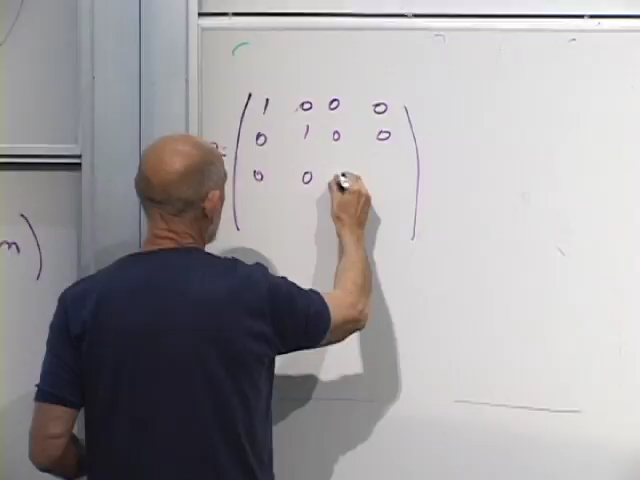 = ( 1 0 0 0
0 1 0 0
0 0 )
m )